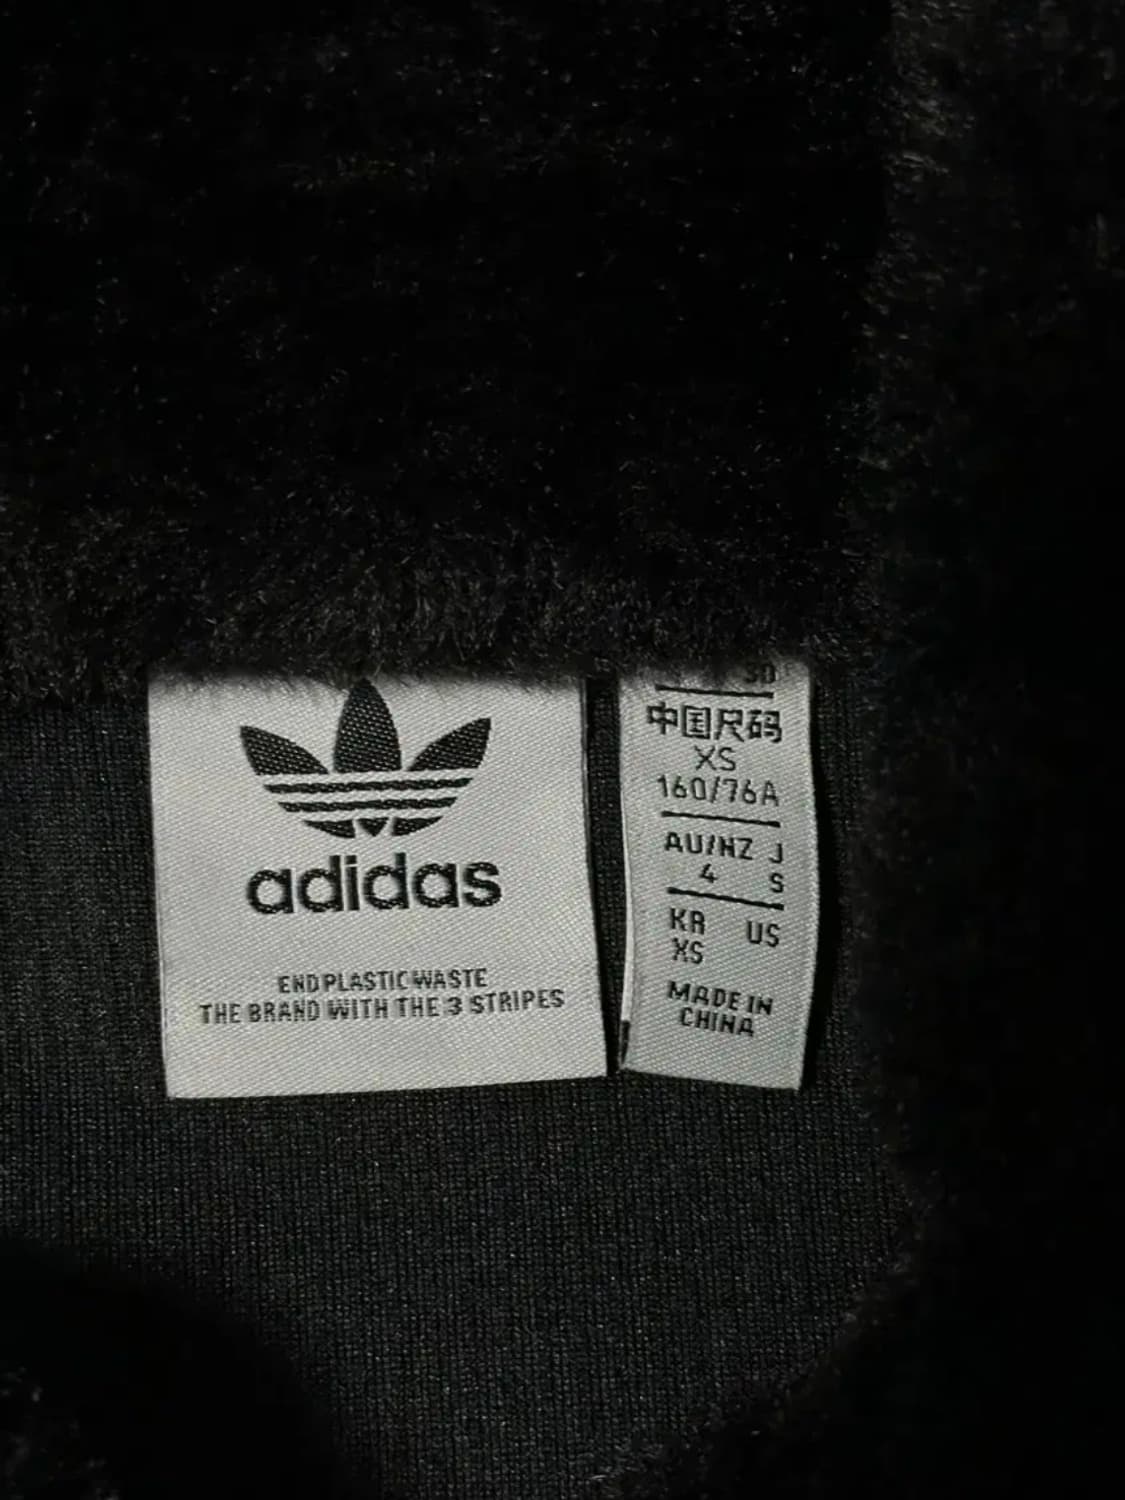 adidas
END PLASTIC WASTE
THE BRAND WITH THE 3 STRIPES
中国尺码
XS
160/76A
AU/NZ J
4 S
KR US
XS
MADE IN
CHINA